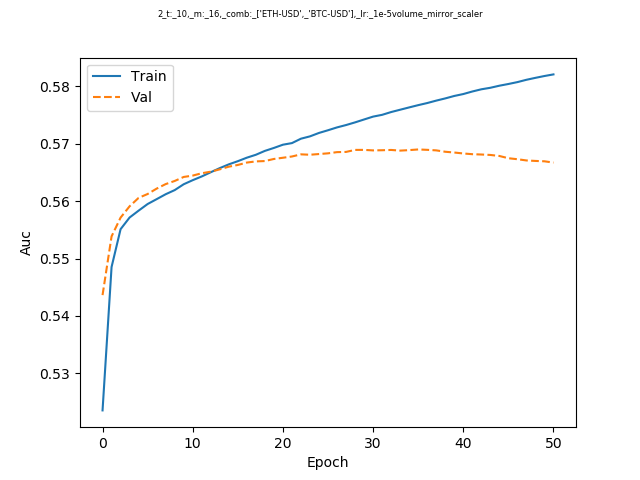 2_t:_10,_m:_16,_comb:_['ETH-USD',_'BTC-USD'],_lr:_1e-5volume_mirror_scaler
Train
Val
0.58
0.57
0.56
0.55
0.54
0.53
Auc
0 10 20 30 40 50
Epoch